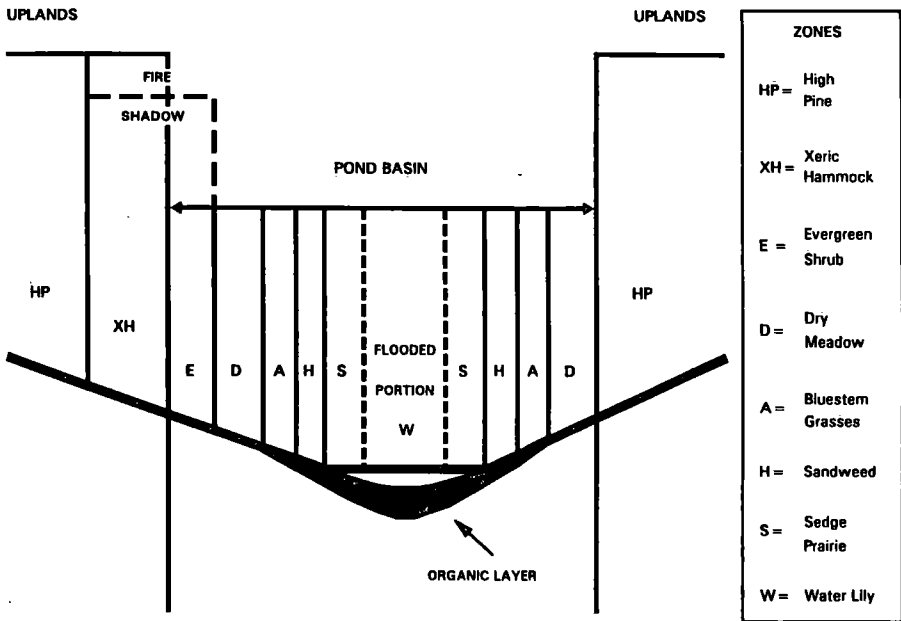 UPLANDS
UPLANDS
FIRE
SHADOW
POND BASIN
HP
XH
E
D
A
H
S
FLOODED
PORTION
W
S
H
A
D
HP
ORGANIC LAYER
ZONES
HP = High
Pine
XH = Xeric
Hammock
E = Evergreen
Shrub
D = Dry
Meadow
A = Bluestem
Grasses
H = Sandweed
S = Sedge
Prairie
W = Water Lily